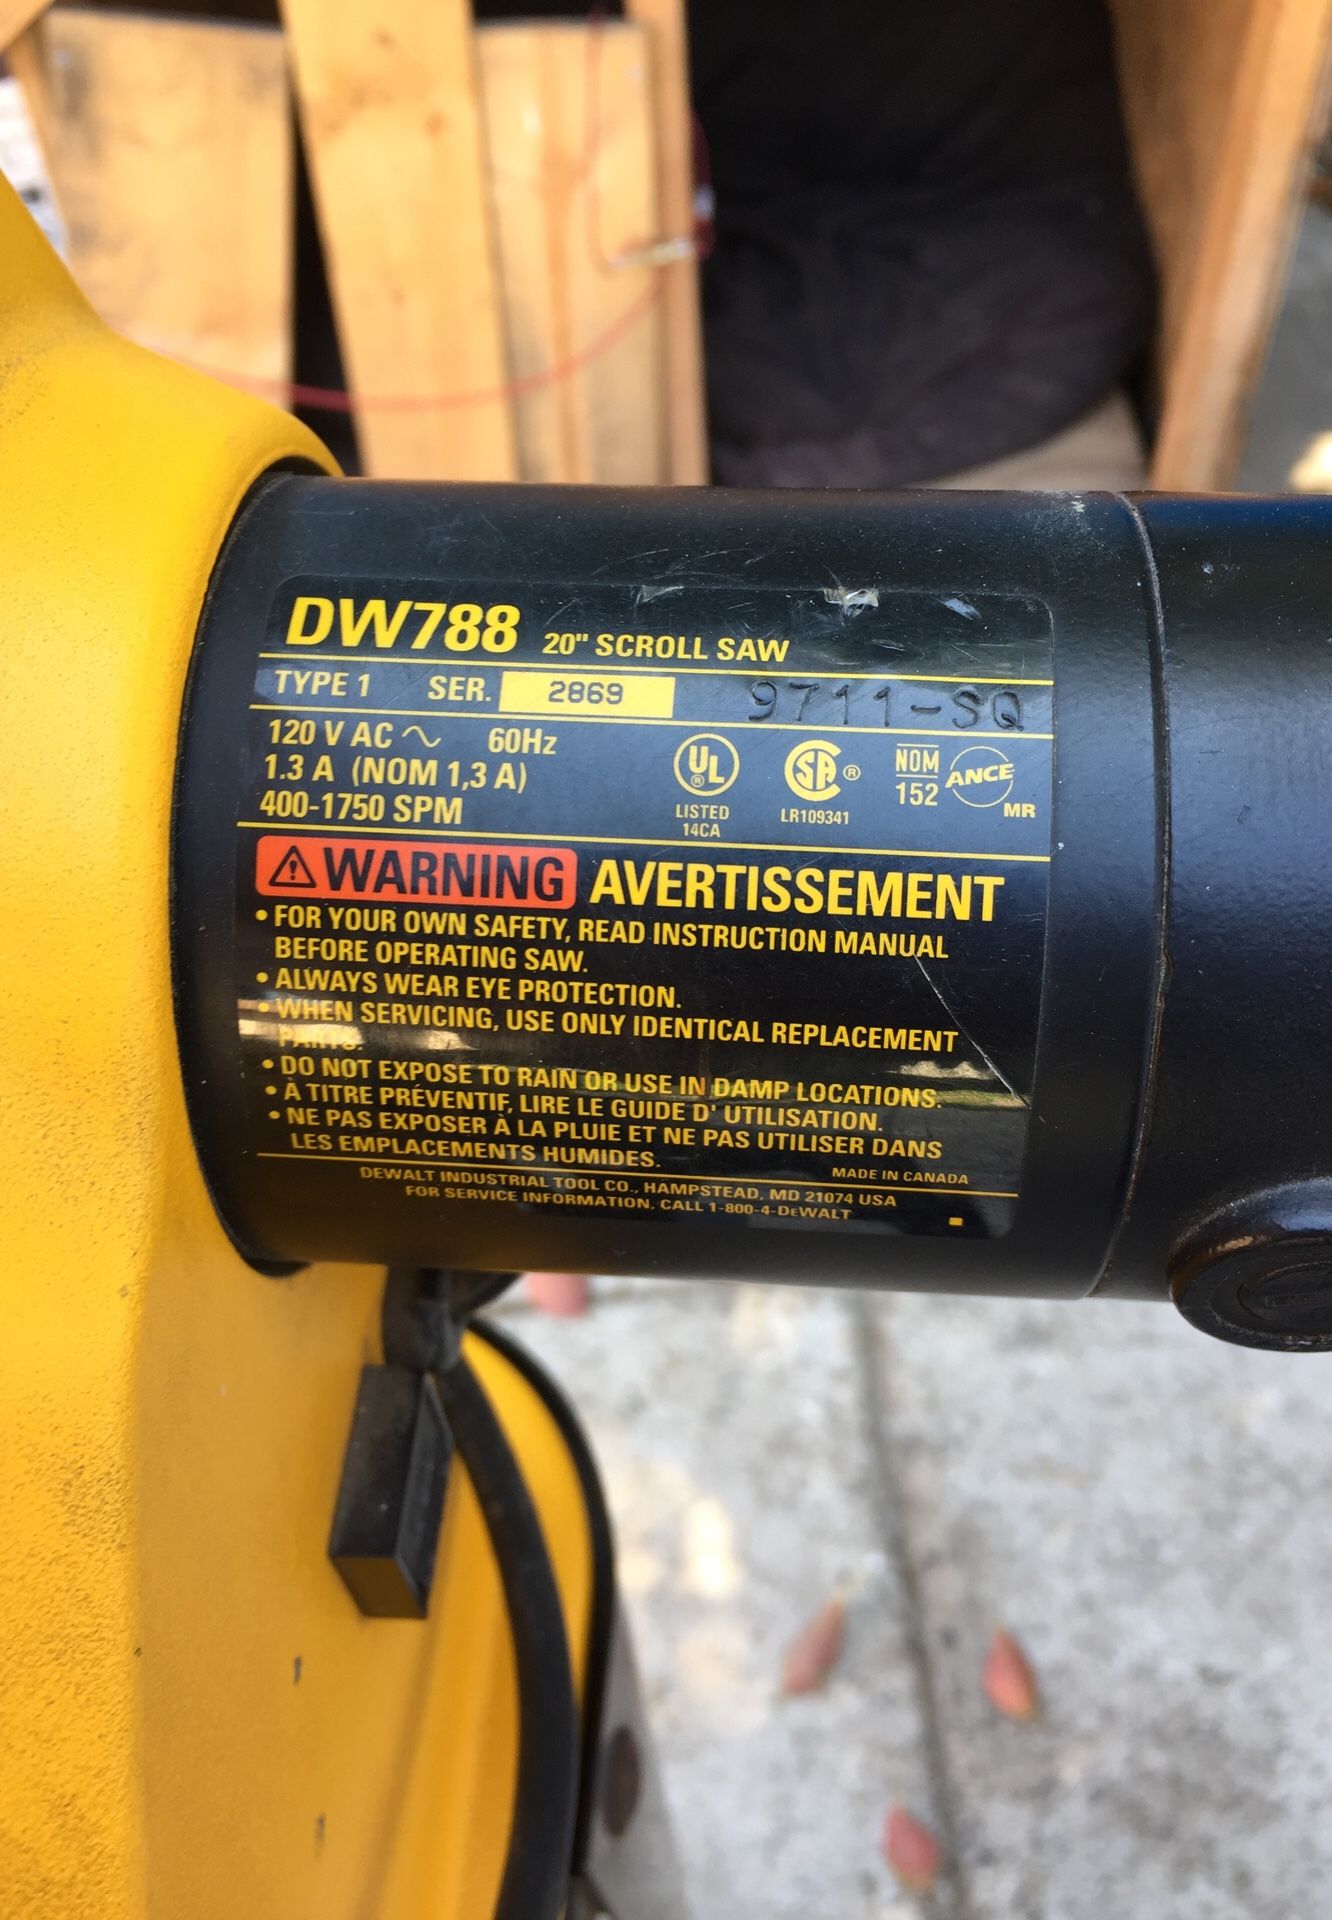 DW788 20" SCROLL SAW
TYPE 1 SER. 2869 9711-SQ
120 V AC ~ 60Hz
1.3 A (NOM 1,3 A)
400-1750 SPM
UL ®
LISTED
14CA
SA ®
LR109341
NOM
152
ANCE
MR
WARNING AVERTISSEMENT
• FOR YOUR OWN SAFETY, READ INSTRUCTION MANUAL
BEFORE OPERATING SAW.
• ALWAYS WEAR EYE PROTECTION.
• WHEN SERVICING, USE ONLY IDENTICAL REPLACEMENT
PARTS.
• DO NOT EXPOSE TO RAIN OR USE IN DAMP LOCATIONS.
• À TITRE PRÉVENTIF, LIRE LE GUIDE D' UTILISATION.
• NE PAS EXPOSER À LA PLUIE ET NE PAS UTILISER DANS
LES EMPLACEMENTS HUMIDES.
MADE IN CANADA
DEWALT INDUSTRIAL TOOL CO., HAMPSTEAD, MD 21074 USA
FOR SERVICE INFORMATION, CALL 1-800-4-DEWALT